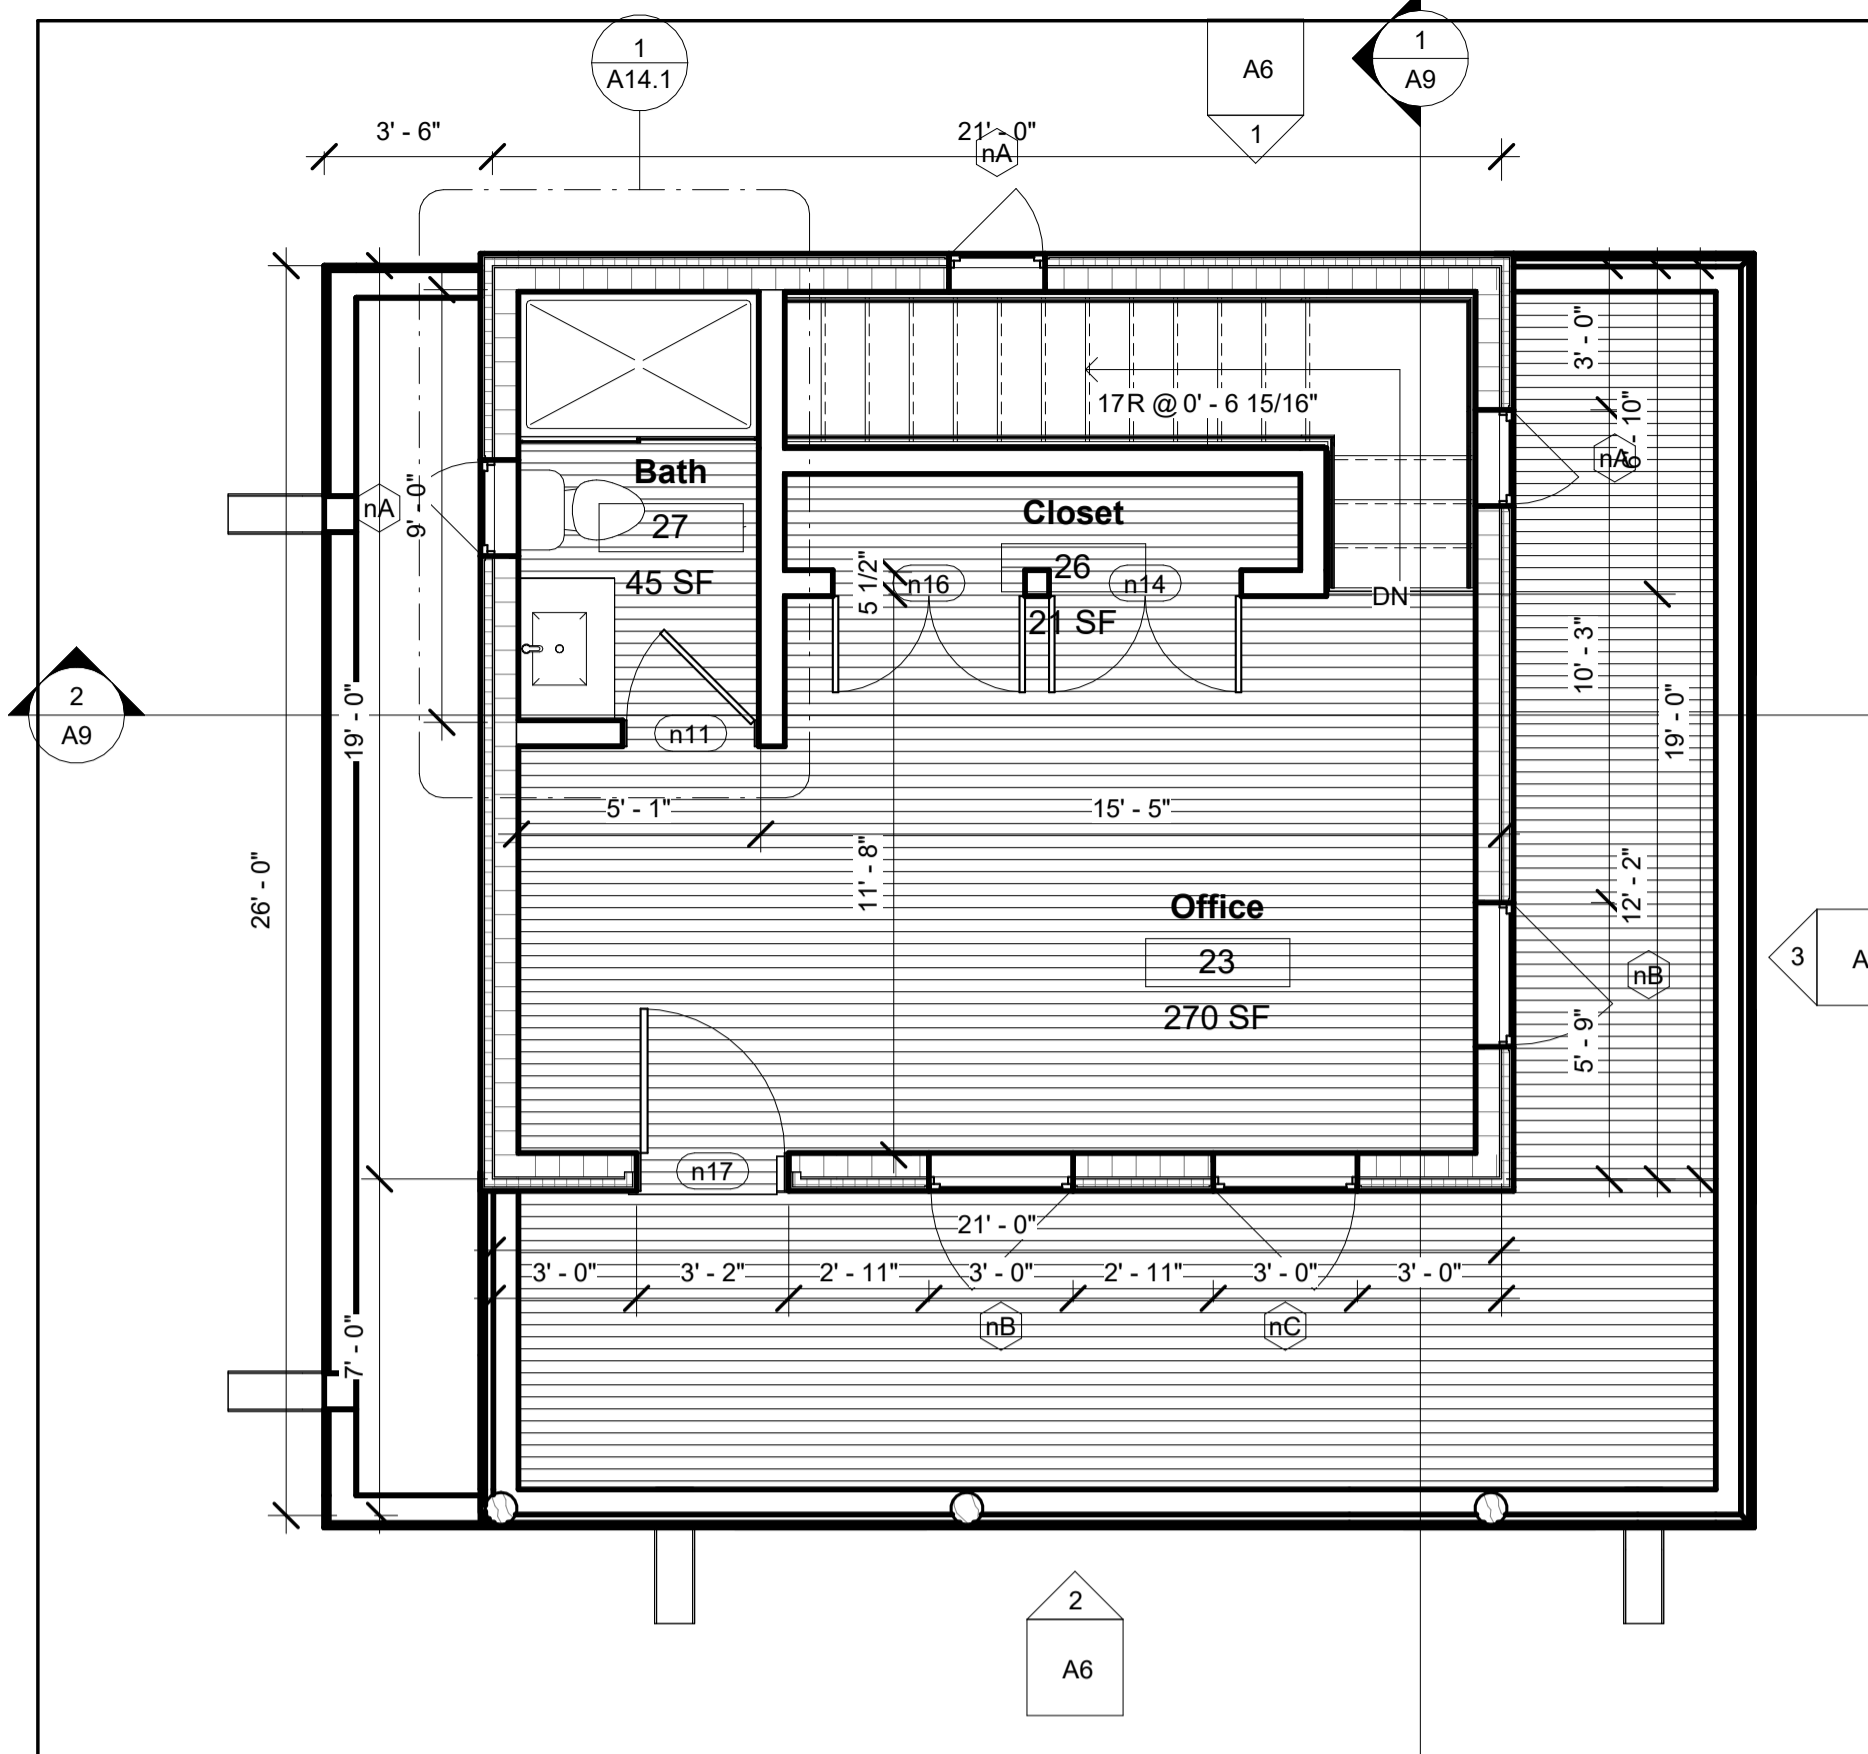 1
A14.1
A6
1
1
A9
3' - 6"
21' - 0"
nA
3' - 0"
17R @ 0' - 6 15/16"
6' - 10"
nA
Bath
27
45 SF
nA
9' - 0"
Closet
26
21 SF
5 1/2"
n16
n14
DN
10' - 3"
2
A9
19' - 0"
19' - 0"
n11
5' - 1"
15' - 5"
11' - 8"
26' - 0"
12' - 2"
Office
23
270 SF
3
A
nB
5' - 9"
n17
21' - 0"
3' - 0"
3' - 2"
2' - 11"
3' - 0"
2' - 11"
3' - 0"
3' - 0"
nB
nC
7' - 0"
2
A6